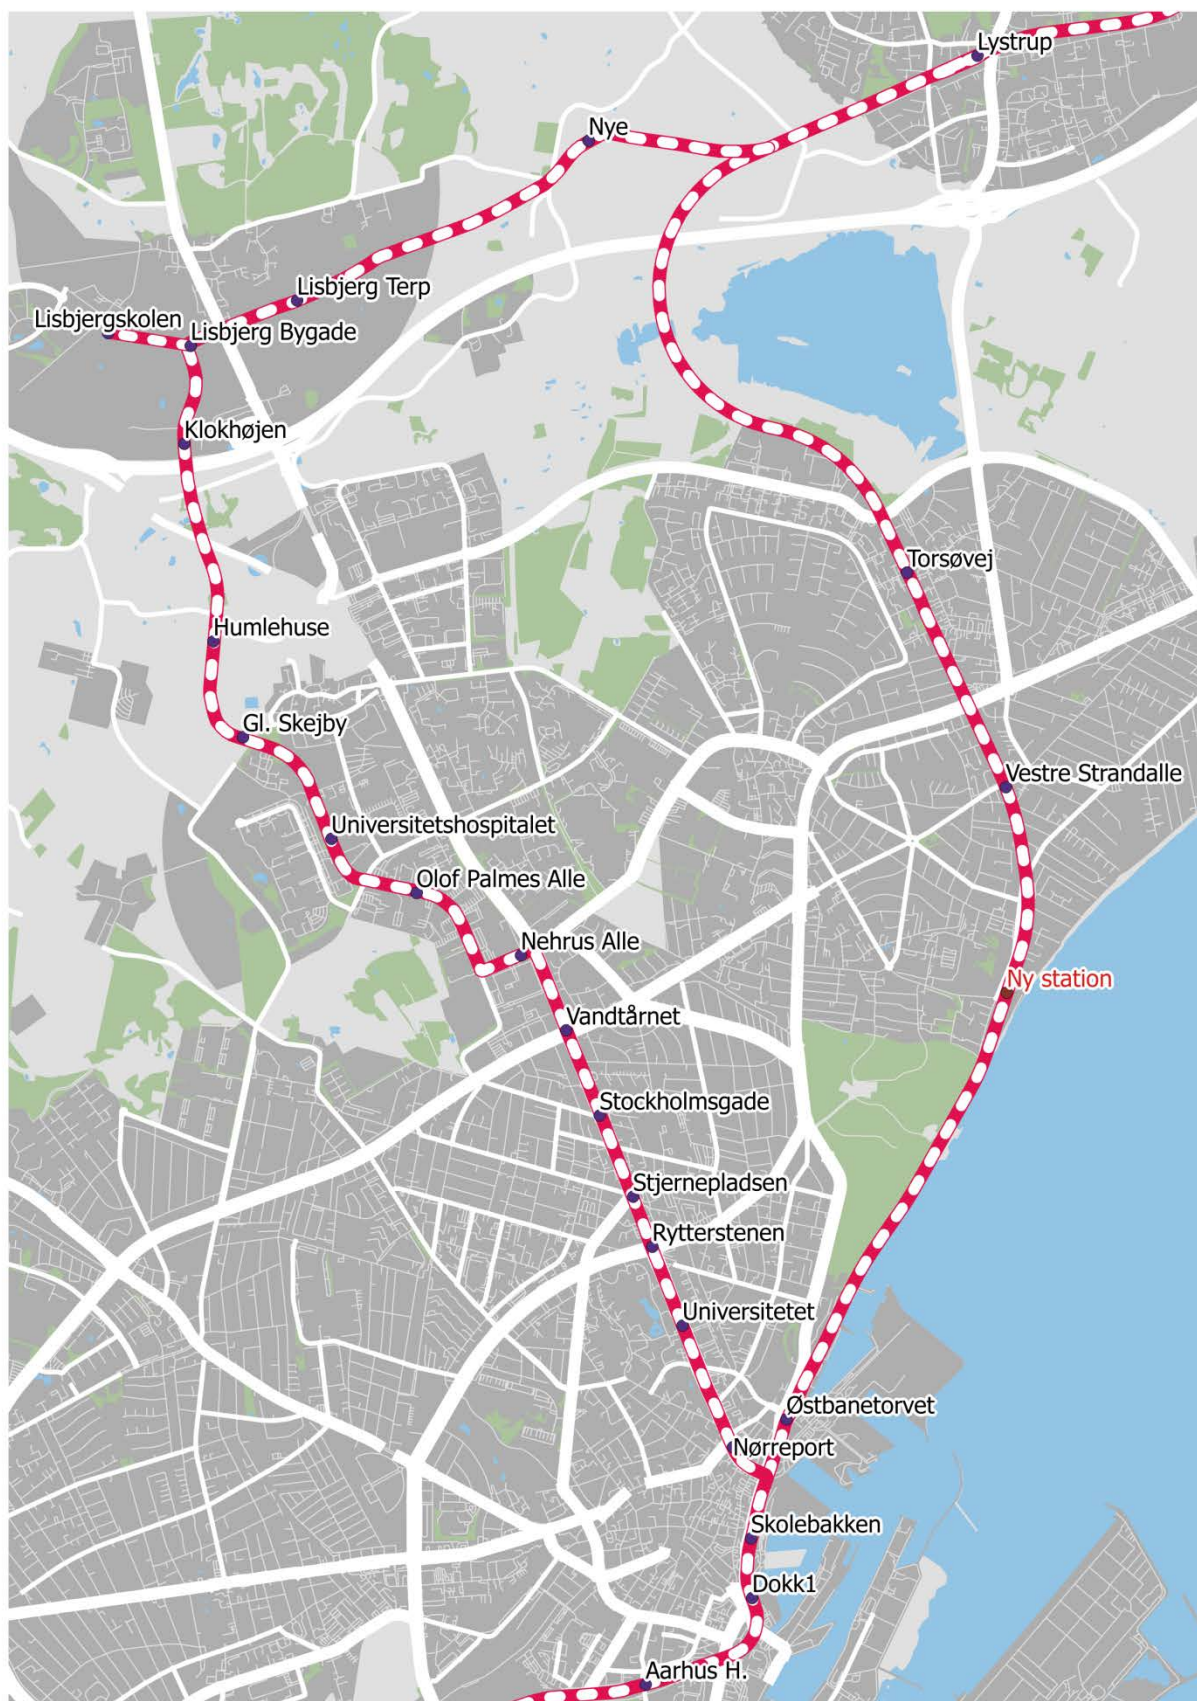 Lystrup
Nye
Lisbjerg Terp
Lisbjergskolen
Lisbjerg Bygade
Klokhøjen
Torsøvej
Humlehuse
Gl. Skejby
Vestre Strandalle
Universitetshospitalet
Olof Palmes Alle
Nehrus Alle
Ny station
Vandtårnet
Stockholmsgade
Stjernepladsen
Rytterstenen
Universitetet
Østbanetorvet
Nørreport
Skolebakken
Dokk1
Aarhus H.